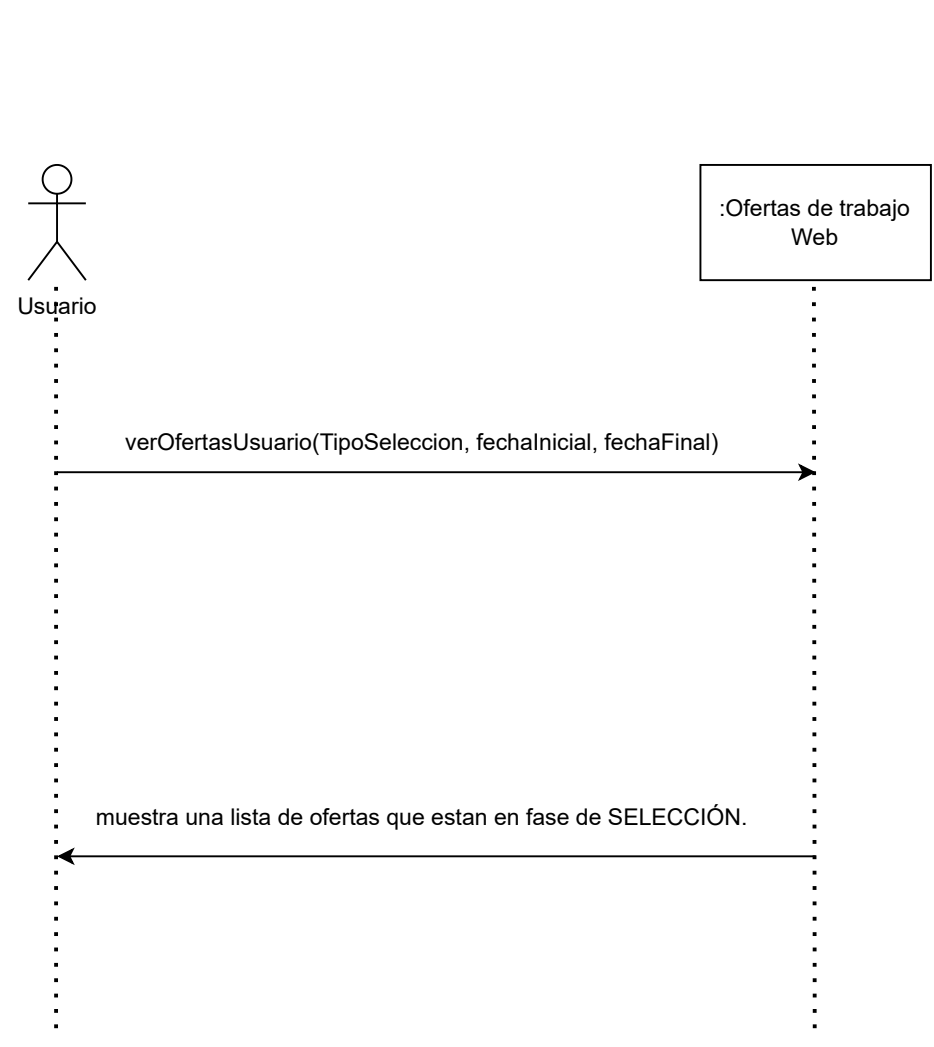 :Ofertas de trabajo
Web
Usuario
verOfertasUsuario(TipoSeleccion, fechaInicial, fechaFinal)
muestra una lista de ofertas que estan en fase de SELECCIÓN.